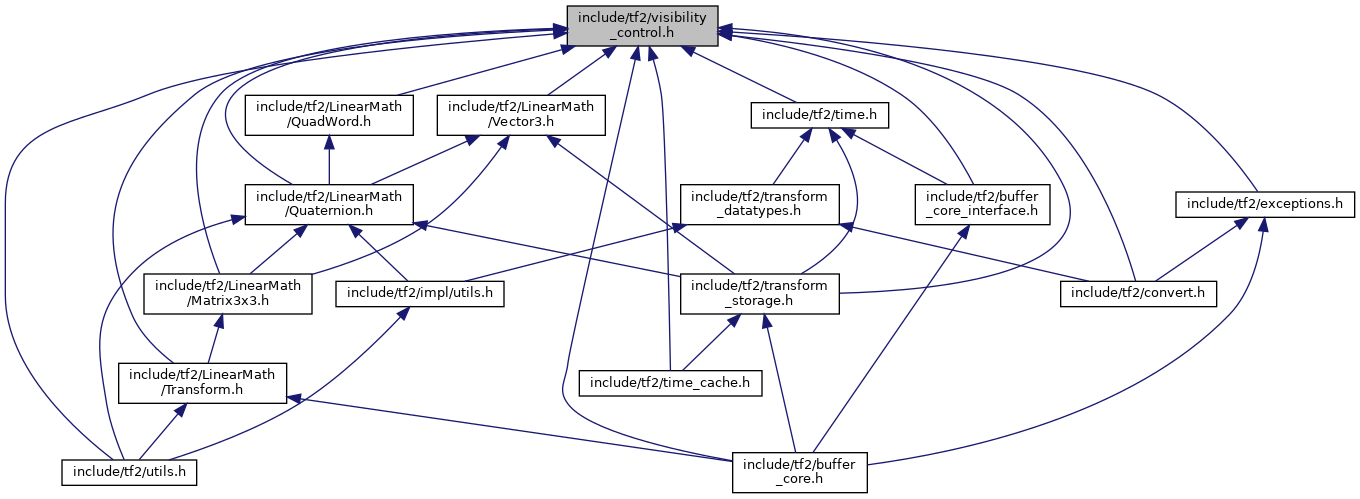 include/tf2/visibility
_control.h
include/tf2/LinearMath
/QuadWord.h
include/tf2/LinearMath
/Vector3.h
include/tf2/time.h
include/tf2/LinearMath
/Quaternion.h
include/tf2/transform
_datatypes.h
include/tf2/buffer
_core_interface.h
include/tf2/exceptions.h
include/tf2/LinearMath
/Matrix3x3.h
include/tf2/impl/utils.h
include/tf2/transform
_storage.h
include/tf2/convert.h
include/tf2/LinearMath
/Transform.h
include/tf2/time_cache.h
include/tf2/utils.h
include/tf2/buffer
_core.h